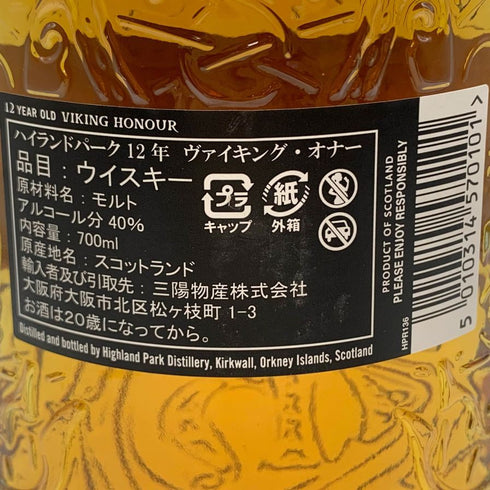 12 YEAR OLD VIKING HONOUR
ハイランドパーク 12 年 ヴァイキング・オナー
品目：ウイスキー
原材料名：モルト
アルコール分 40%
内容量：700ml
原産地名：スコットランド
輸入者及び引取先：三陽物産株式会社
大阪府大阪市北区松ヶ枝町 1-3
お酒は20歳になってから。
Distilled and bottled by Highland Park Distillery, Kirkwall, Orkney Islands, Scotland
プラ
キャップ
紙
外箱
HPR136
PRODUCT OF SCOTLAND
PLEASE ENJOY RESPONSIBLY
5 010314 570101 >